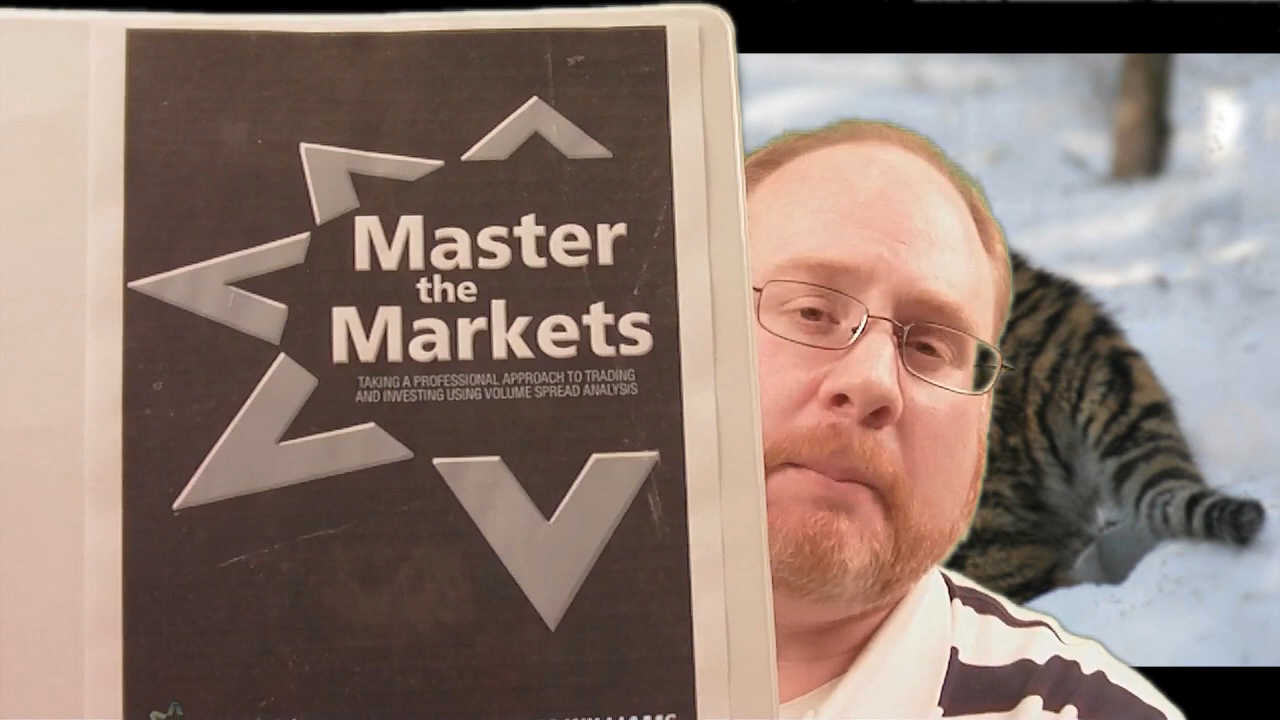 Master
the
Markets
TAKING A PROFESSIONAL APPROACH TO TRADING
AND INVESTING USING VOLUME SPREAD ANALYSIS